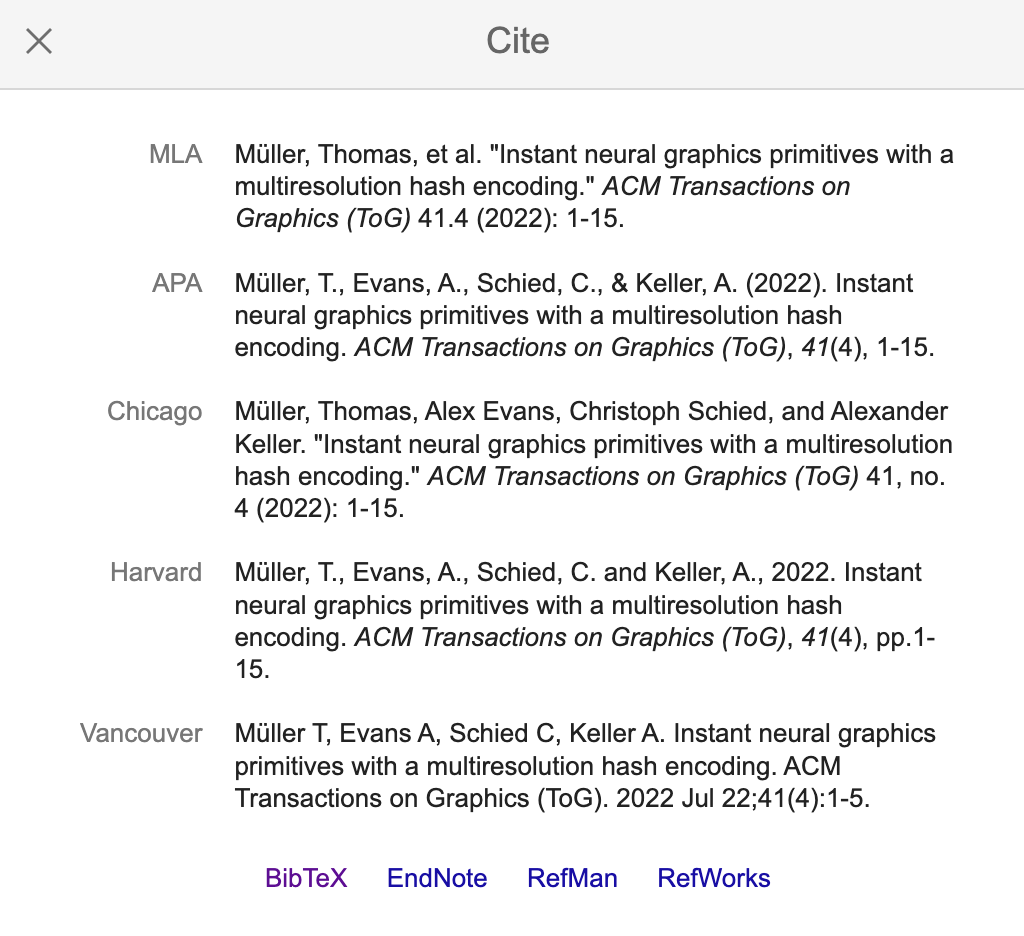 Cite
MLA
Müller, Thomas, et al. "Instant neural graphics primitives with a
multiresolution hash encoding." ACM Transactions on
Graphics (ToG) 41.4 (2022): 1-15.
APA
Müller, T., Evans, A., Schied, C., & Keller, A. (2022). Instant
neural graphics primitives with a multiresolution hash
encoding. ACM Transactions on Graphics (ToG), 41(4), 1-15.
Chicago
Müller, Thomas, Alex Evans, Christoph Schied, and Alexander
Keller. "Instant neural graphics primitives with a multiresolution
hash encoding." ACM Transactions on Graphics (ToG) 41, no.
4 (2022): 1-15.
Harvard
Müller, T., Evans, A., Schied, C. and Keller, A., 2022. Instant
neural graphics primitives with a multiresolution hash
encoding. ACM Transactions on Graphics (ToG), 41(4), pp.1-
15.
Vancouver
Müller T, Evans A, Schied C, Keller A. Instant neural graphics
primitives with a multiresolution hash encoding. ACM
Transactions on Graphics (ToG). 2022 Jul 22;41(4):1-5.
BibTeX EndNote RefMan RefWorks